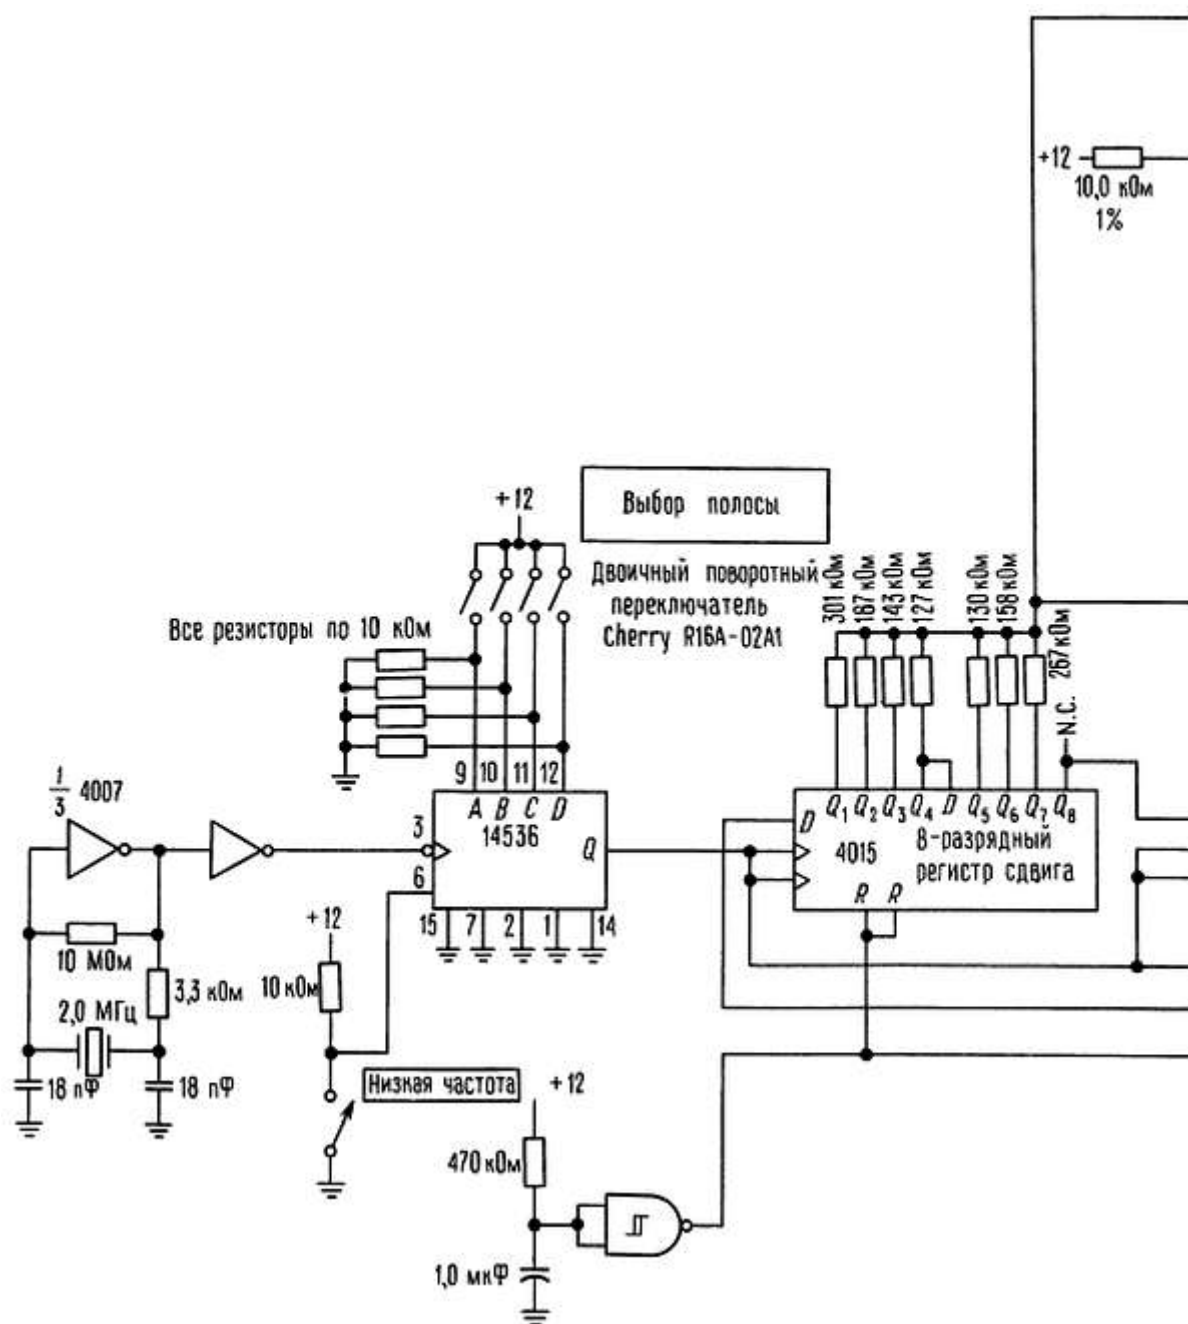 +12
10,0 кОм
1%
+12
Выбор полосы
Двоичный поворотный
переключатель
Cherry R16A-02A1
Все резисторы по 10 кОм
301 кОм
167 кОм
143 кОм
127 кОм
130 кОм
158 кОм
267 кОм
N.C.
9 10 11 12
A B C D
14536
3
6
Q
15 7 2 1 14
1/3 4007
10 МОм
3,3 кОм
2,0 МГц
18 пФ
18 пФ
+12
10 кОм
Низкая частота
D Q1 Q2 Q3 Q4 D Q5 Q6 Q7 Q8
4015
8-разрядный
регистр сдвига
R R
+12
470 кОм
1,0 мкФ